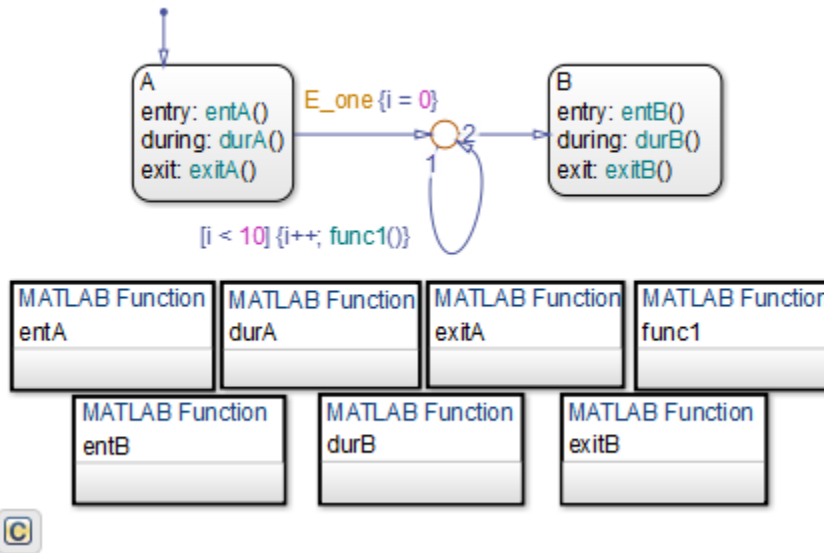 A
entry: entA()
during: durA()
exit: exitA()
E_one {i = 0}
2
1
[i < 10] {i++; func1()}
B
entry: entB()
during: durB()
exit: exitB()
MATLAB Function
entA
MATLAB Function
durA
MATLAB Function
exitA
MATLAB Function
func1
MATLAB Function
entB
MATLAB Function
durB
MATLAB Function
exitB
C